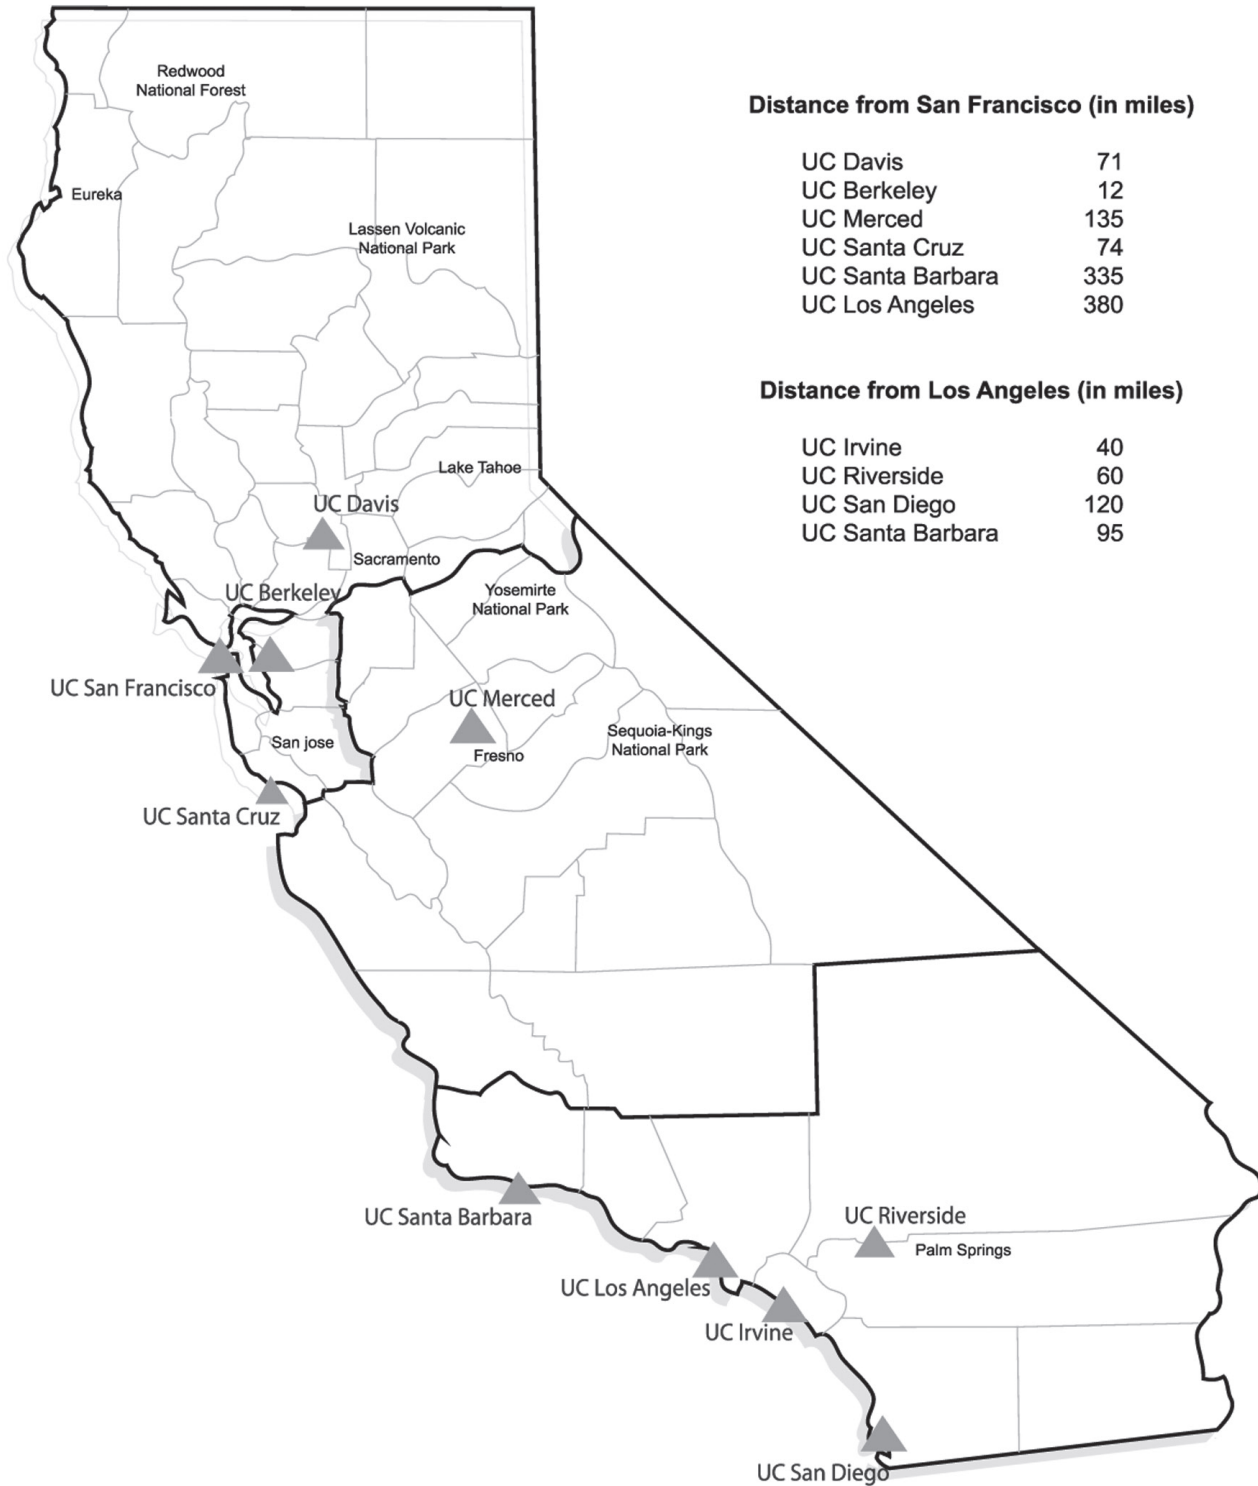 Redwood
National Forest
Distance from San Francisco (in miles)
UC Davis 71
UC Berkeley 12
UC Merced 135
UC Santa Cruz 74
UC Santa Barbara 335
UC Los Angeles 380
Eureka
Lassen Volcanic
National Park
Distance from Los Angeles (in miles)
UC Irvine 40
UC Riverside 60
UC San Diego 120
UC Santa Barbara 95
Lake Tahoe
UC Davis
Sacramento
UC Berkeley
Yosemirte
National Park
UC San Francisco
UC Merced
Fresno
Sequoia-Kings
National Park
San jose
UC Santa Cruz
UC Santa Barbara
UC Riverside
Palm Springs
UC Los Angeles
UC Irvine
UC San Diego